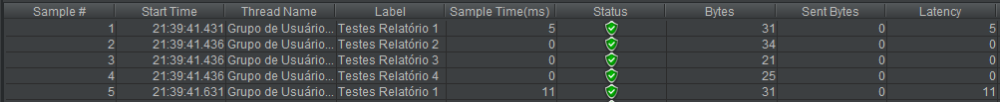 Sample # Start Time Thread Name Label Sample Time(ms) Status Bytes Sent Bytes Latency
1 21:39:41.431 Grupo de Usuário... Testes Relatório 1 5 31 0 5
2 21:39:41.436 Grupo de Usuário... Testes Relatório 2 0 34 0 0
3 21:39:41.436 Grupo de Usuário... Testes Relatório 3 0 21 0 0
4 21:39:41.436 Grupo de Usuário... Testes Relatório 4 0 25 0 0
5 21:39:41.631 Grupo de Usuário... Testes Relatório 1 11 31 0 11